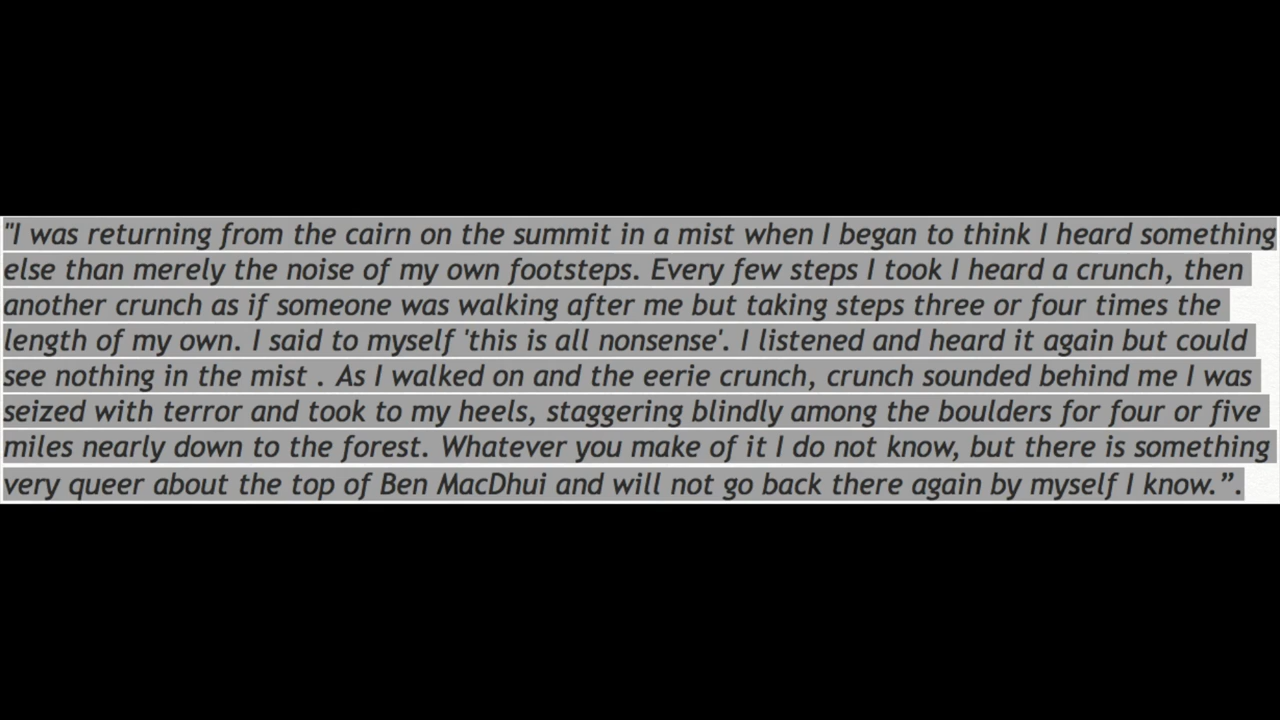 "I was returning from the cairn on the summit in a mist when I began to think I heard something
else than merely the noise of my own footsteps. Every few steps I took I heard a crunch, then
another crunch as if someone was walking after me but taking steps three or four times the
length of my own. I said to myself 'this is all nonsense'. I listened and heard it again but could
see nothing in the mist . As I walked on and the eerie crunch, crunch sounded behind me I was
seized with terror and took to my heels, staggering blindly among the boulders for four or five
miles nearly down to the forest. Whatever you make of it I do not know, but there is something
very queer about the top of Ben MacDhui and will not go back there again by myself I know.”.